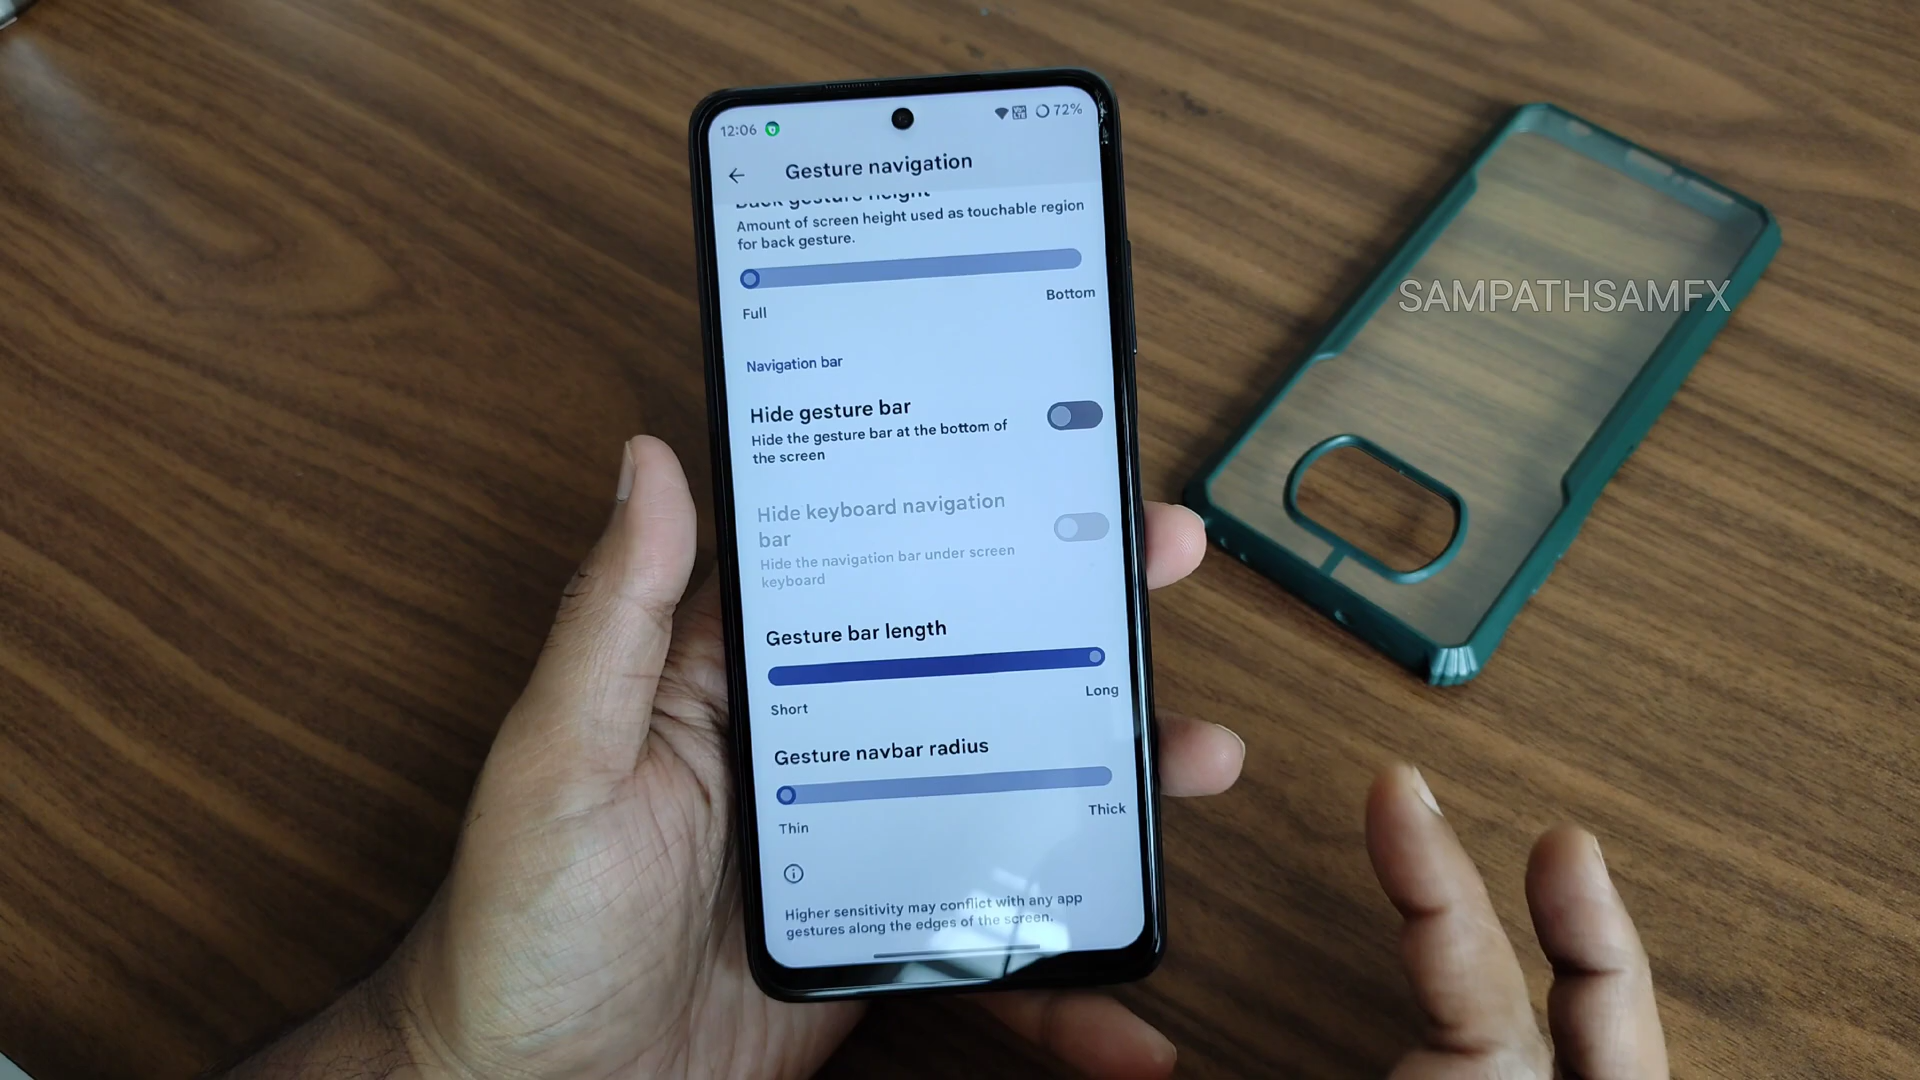 12:06
72%
Gesture navigation
Back gesture height
Amount of screen height used as touchable region
for back gesture.
Full
Bottom
Navigation bar
Hide gesture bar
Hide the gesture bar at the bottom of
the screen
Hide keyboard navigation
bar
Hide the navigation bar under screen
keyboard
Gesture bar length
Short
Long
Gesture navbar radius
Thin
Thick
Higher sensitivity may conflict with any app
gestures along the edges of the screen.
SAMPATHSAMFX